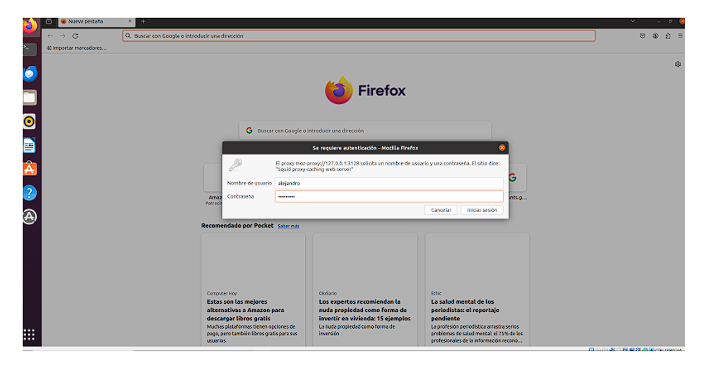 Nueva pestaña
Buscar con Google o introducir una dirección
Importar marcadores...
Firefox
Buscar con Google o introducir una dirección
Se requiere autenticación - Mozilla Firefox
El proxy moz-proxy://127.0.0.1:3128 solicita un nombre de usuario y una contraseña. El sitio dice:
"Squid proxy-caching web server"
Nombre de usuario
alejandro
Contraseña
•••••••••
Cancelar
Iniciar sesión
Recomendado por Pocket
Saber más
Computer Hoy
Estas son las mejores
alternativas a Amazon para
descargar libros gratis
Muchas plataformas tienen opciones de
pago, pero también libros gratis para sus
usuarios.
Los expertos recomiendan la
nuda propiedad como forma de
invertir en vivienda: 15 ejemplos
La nuda propiedad como forma de
inversión
Ethic
La salud mental de los
periodistas: el reportaje
pendiente
La profesión periodística arrastra serios
problemas de salud mental: el 75% de los
profesionales de la información recono...